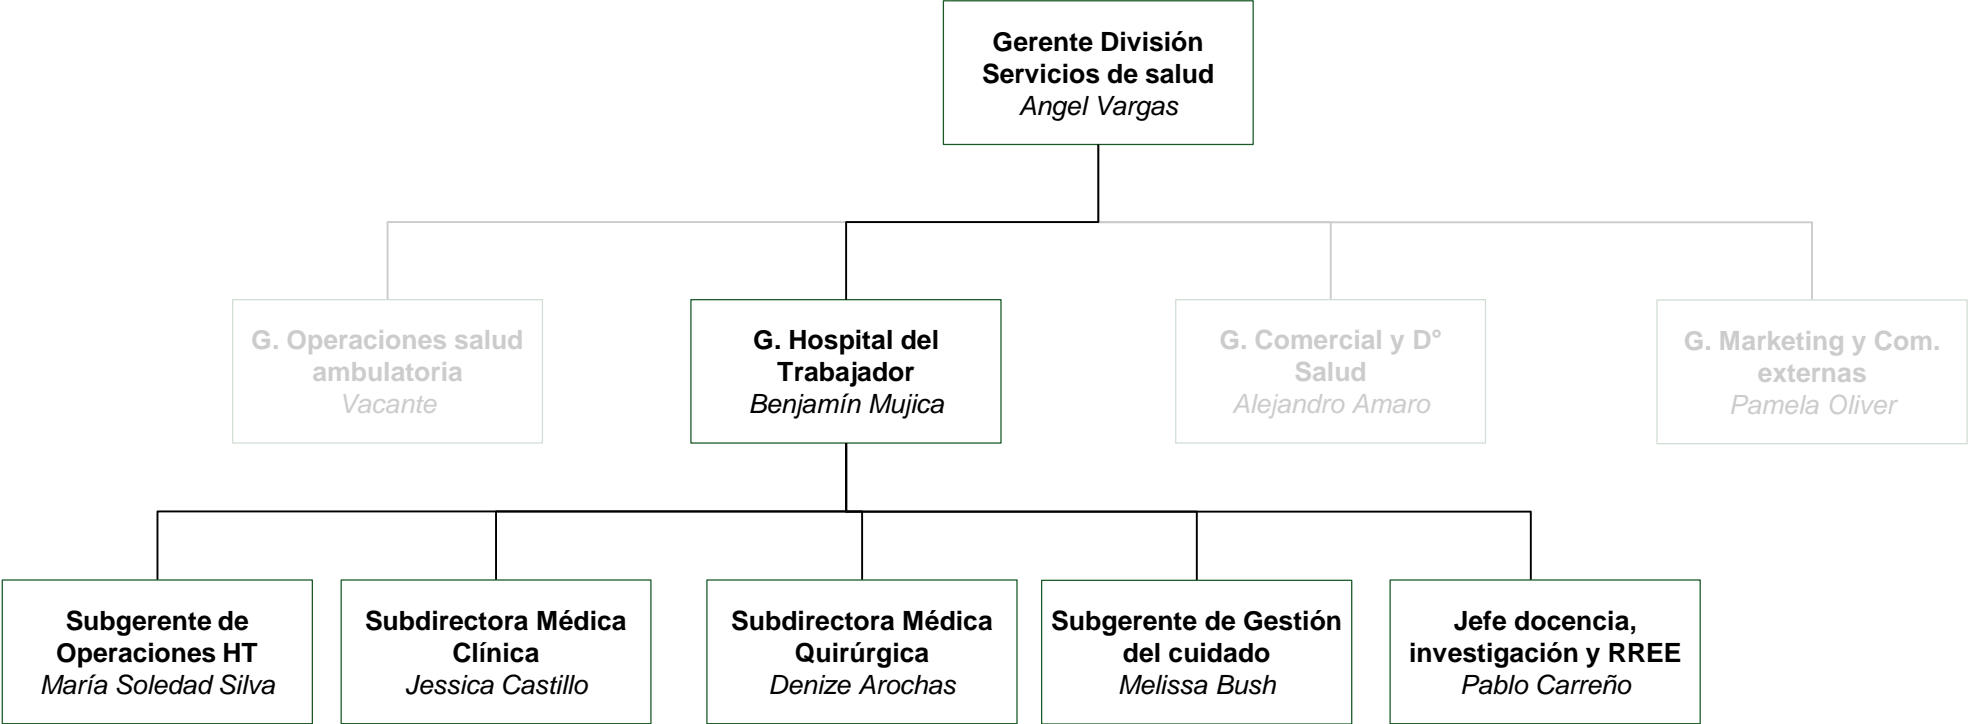 Gerente División
Servicios de salud
Angel Vargas
G. Operaciones salud
ambulatoria
Vacante
G. Hospital del
Trabajador
Benjamín Mujica
G. Comercial y D°
Salud
Alejandro Amaro
G. Marketing y Com.
externas
Pamela Oliver
Subgerente de
Operaciones HT
María Soledad Silva
Subdirectora Médica
Clínica
Jessica Castillo
Subdirectora Médica
Quirúrgica
Denize Arochas
Subgerente de Gestión
del cuidado
Melissa Bush
Jefe docencia,
investigación y RREE
Pablo Carreño